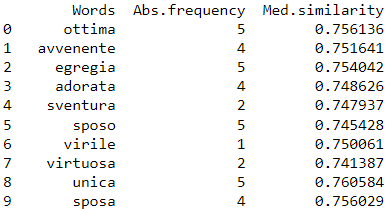 Words Abs.frequency Med.similarity
0 ottima 5 0.756136
1 avvenente 4 0.751641
2 egregia 5 0.754042
3 adorata 4 0.748626
4 sventura 2 0.747937
5 sposo 5 0.745428
6 virile 1 0.750061
7 virtuosa 2 0.741387
8 unica 5 0.760584
9 sposa 4 0.756029